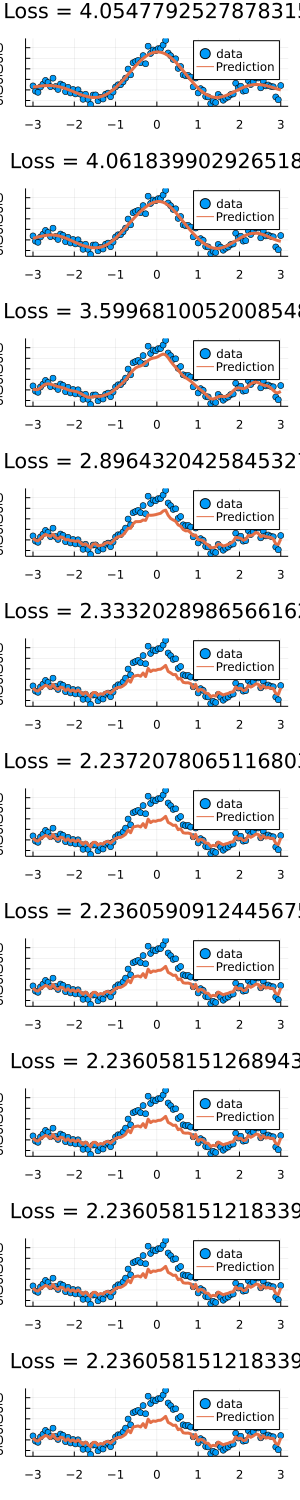 Loss = 4.054779252787831
data
Prediction
−3 −2 −1 0 1 2 3
Loss = 4.061839902926518
data
Prediction
−3 −2 −1 0 1 2 3
Loss = 3.599681005200854
data
Prediction
−3 −2 −1 0 1 2 3
Loss = 2.896432042584532
data
Prediction
−3 −2 −1 0 1 2 3
Loss = 2.333202898656616
data
Prediction
−3 −2 −1 0 1 2 3
Loss = 2.237207806511680
data
Prediction
−3 −2 −1 0 1 2 3
Loss = 2.236059091244567
data
Prediction
−3 −2 −1 0 1 2 3
Loss = 2.236058151268943
data
Prediction
−3 −2 −1 0 1 2 3
Loss = 2.236058151218339
data
Prediction
−3 −2 −1 0 1 2 3
Loss = 2.236058151218339
data
Prediction
−3 −2 −1 0 1 2 3